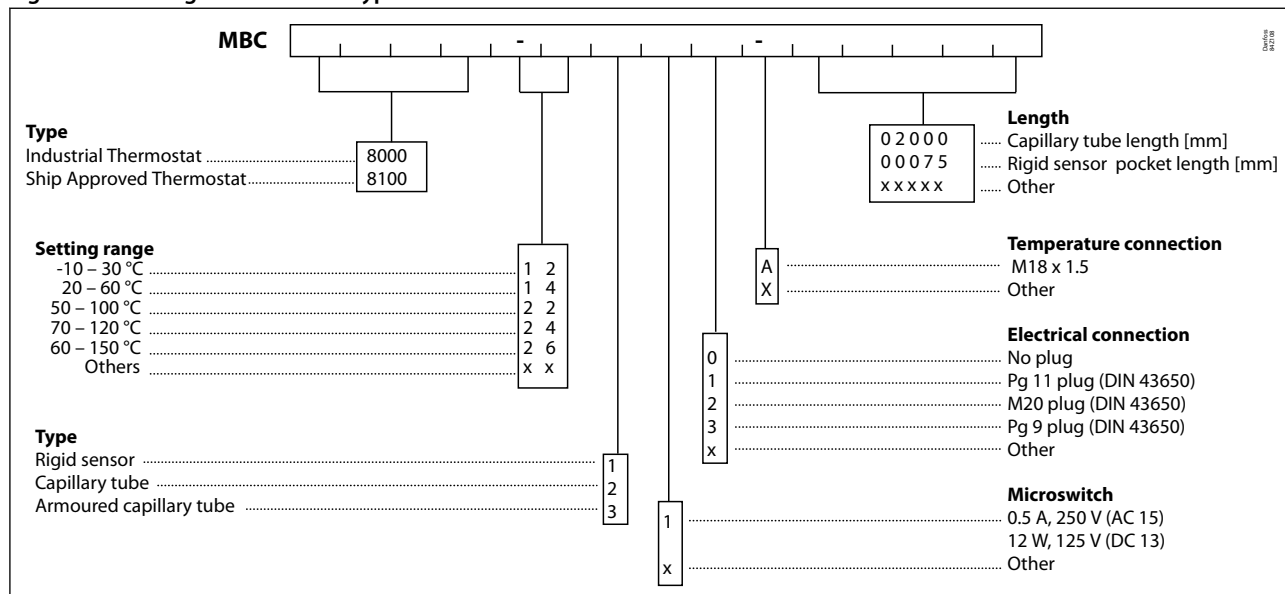 MBC - -
Danfoss
84Z108
Type
Industrial Thermostat 8000
Ship Approved Thermostat 8100
Length
0 2 0 0 0 Capillary tube length [mm]
0 0 0 7 5 Rigid sensor pocket length [mm]
x x x x x Other
Setting range
-10 – 30 °C 1 2
20 – 60 °C 1 4
50 – 100 °C 2 2
70 – 120 °C 2 4
60 – 150 °C 2 6
Others x x
Temperature connection
A M18 x 1.5
X Other
Electrical connection
0 No plug
1 Pg 11 plug (DIN 43650)
2 M20 plug (DIN 43650)
3 Pg 9 plug (DIN 43650)
x Other
Type
Rigid sensor 1
Capillary tube 2
Armoured capillary tube 3
Microswitch
1 0.5 A, 250 V (AC 15)
12 W, 125 V (DC 13)
x Other